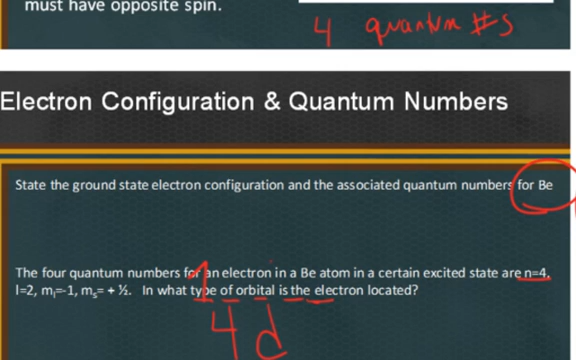 must have opposite spin.
4 quantum #s
Electron Configuration & Quantum Numbers
State the ground state electron configuration and the associated quantum numbers for Be
The four quantum numbers for an electron in a Be atom in a certain excited state are n=4,
l=2, mₗ=-1, mₛ= + ½. In what type of orbital is the electron located?
4d